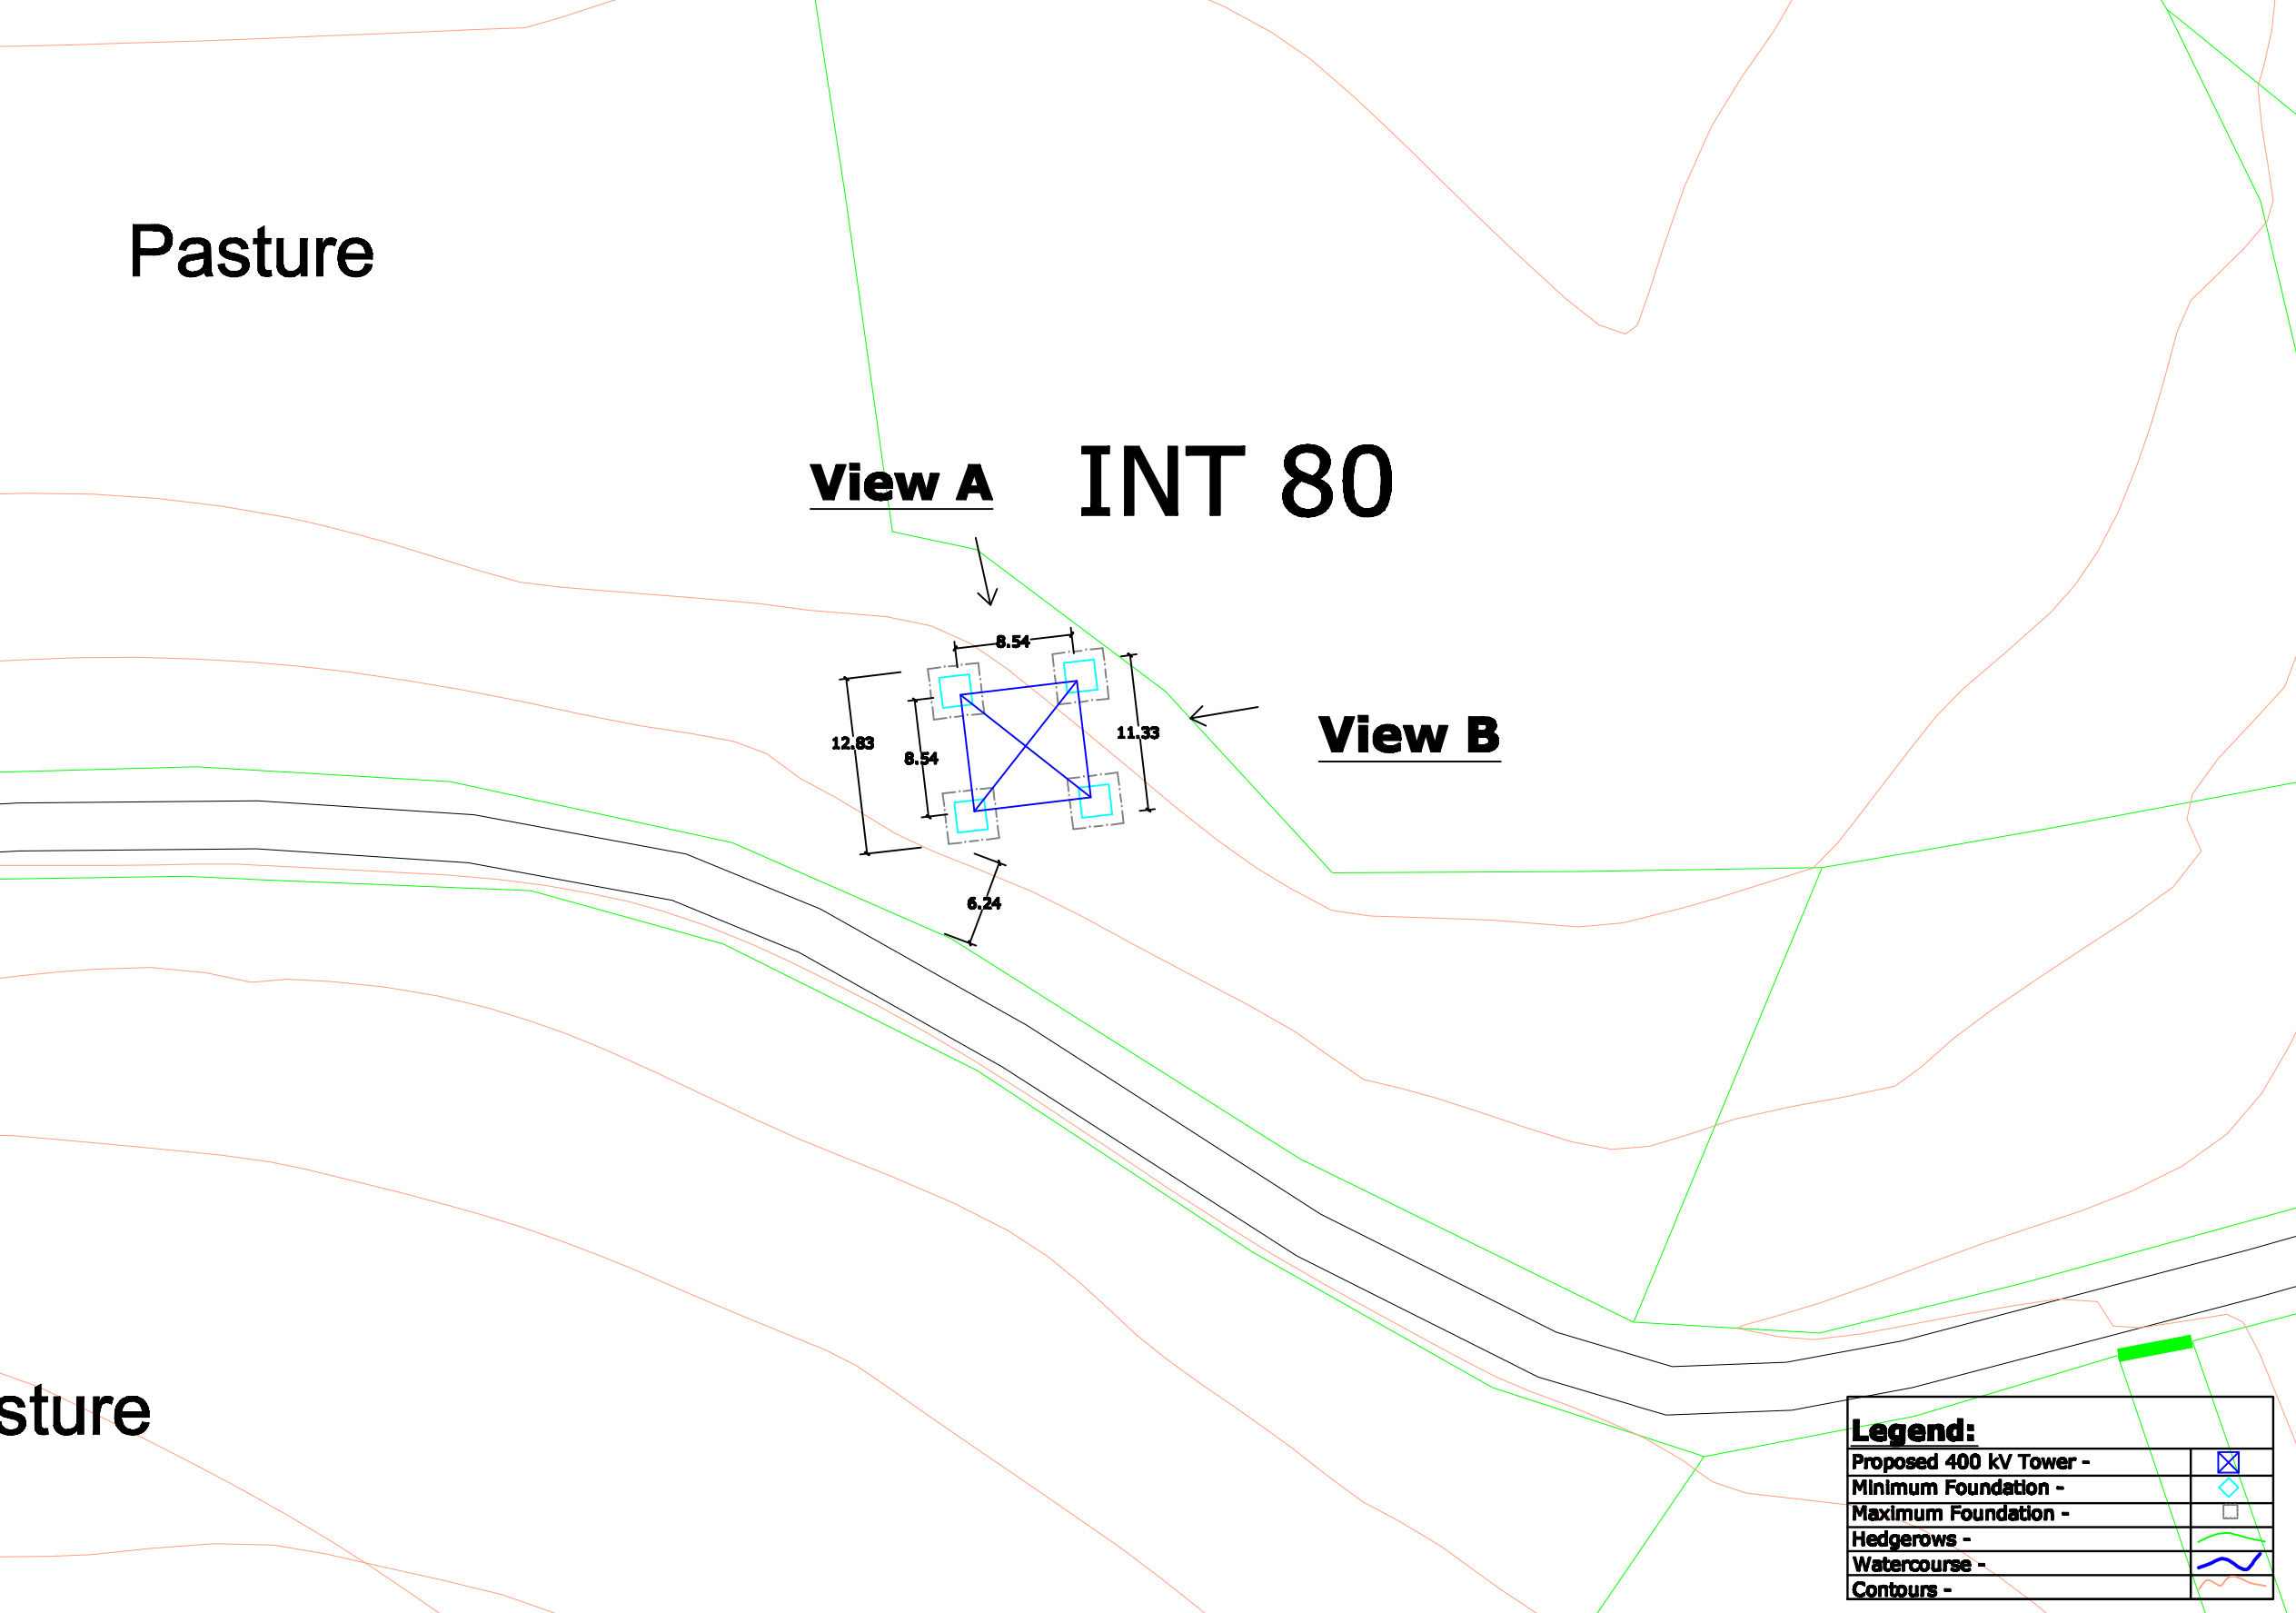 Pasture
INT 80
View A
8.54
11.33
View B
12.83
8.54
6.24
sture
Legend:
Proposed 400 kV Tower -
Minimum Foundation -
Maximum Foundation -
Hedgerows -
Watercourse -
Contours -